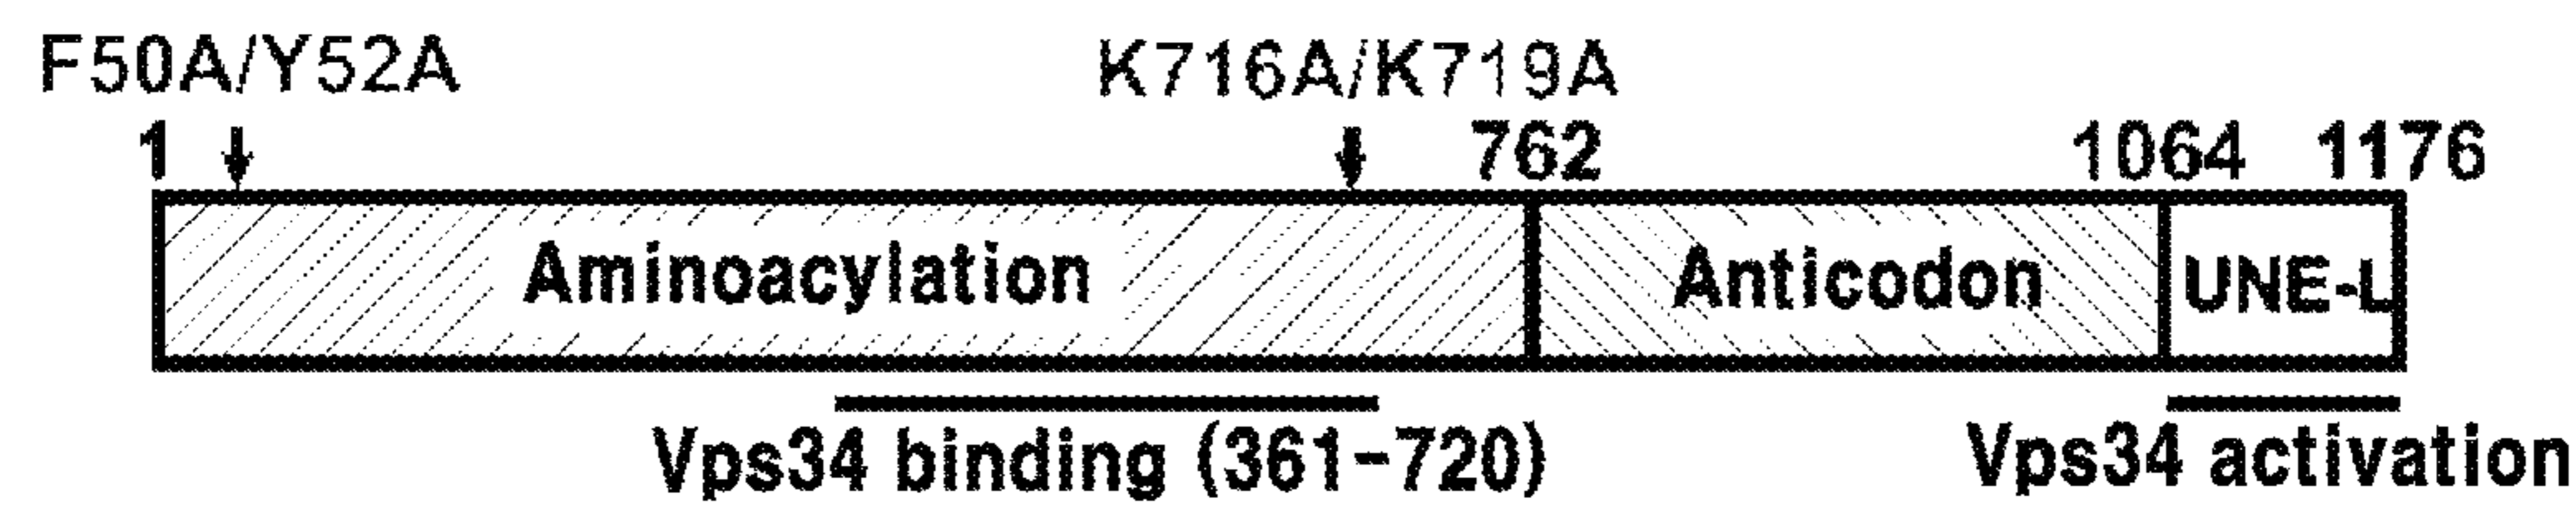 F50A/Y52A K716A/K719A
1 762 1064 1176
Aminoacylation Anticodon UNE-L
Vps34 binding (361-720) Vps34 activation